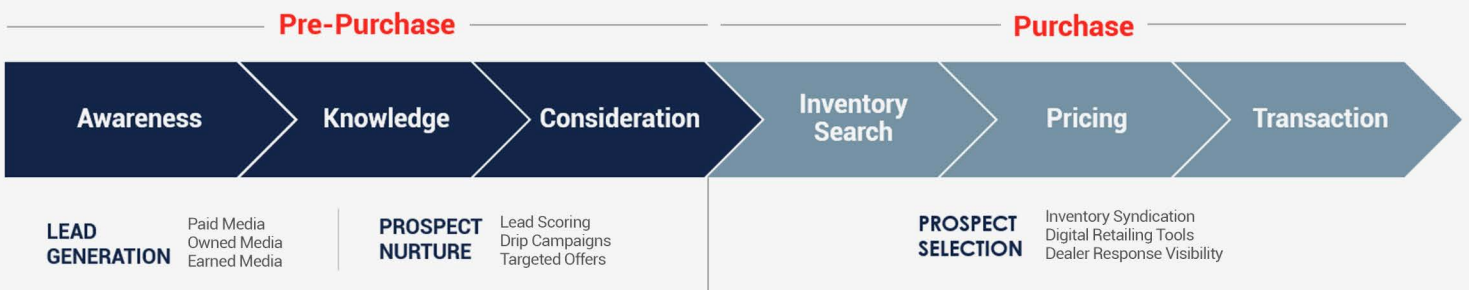 Pre-Purchase
Purchase
Awareness
Knowledge
Consideration
Inventory
Search
Pricing
Transaction
LEAD
GENERATION
Paid Media
Owned Media
Earned Media
PROSPECT
NURTURE
Lead Scoring
Drip Campaigns
Targeted Offers
PROSPECT
SELECTION
Inventory Syndication
Digital Retailing Tools
Dealer Response Visibility